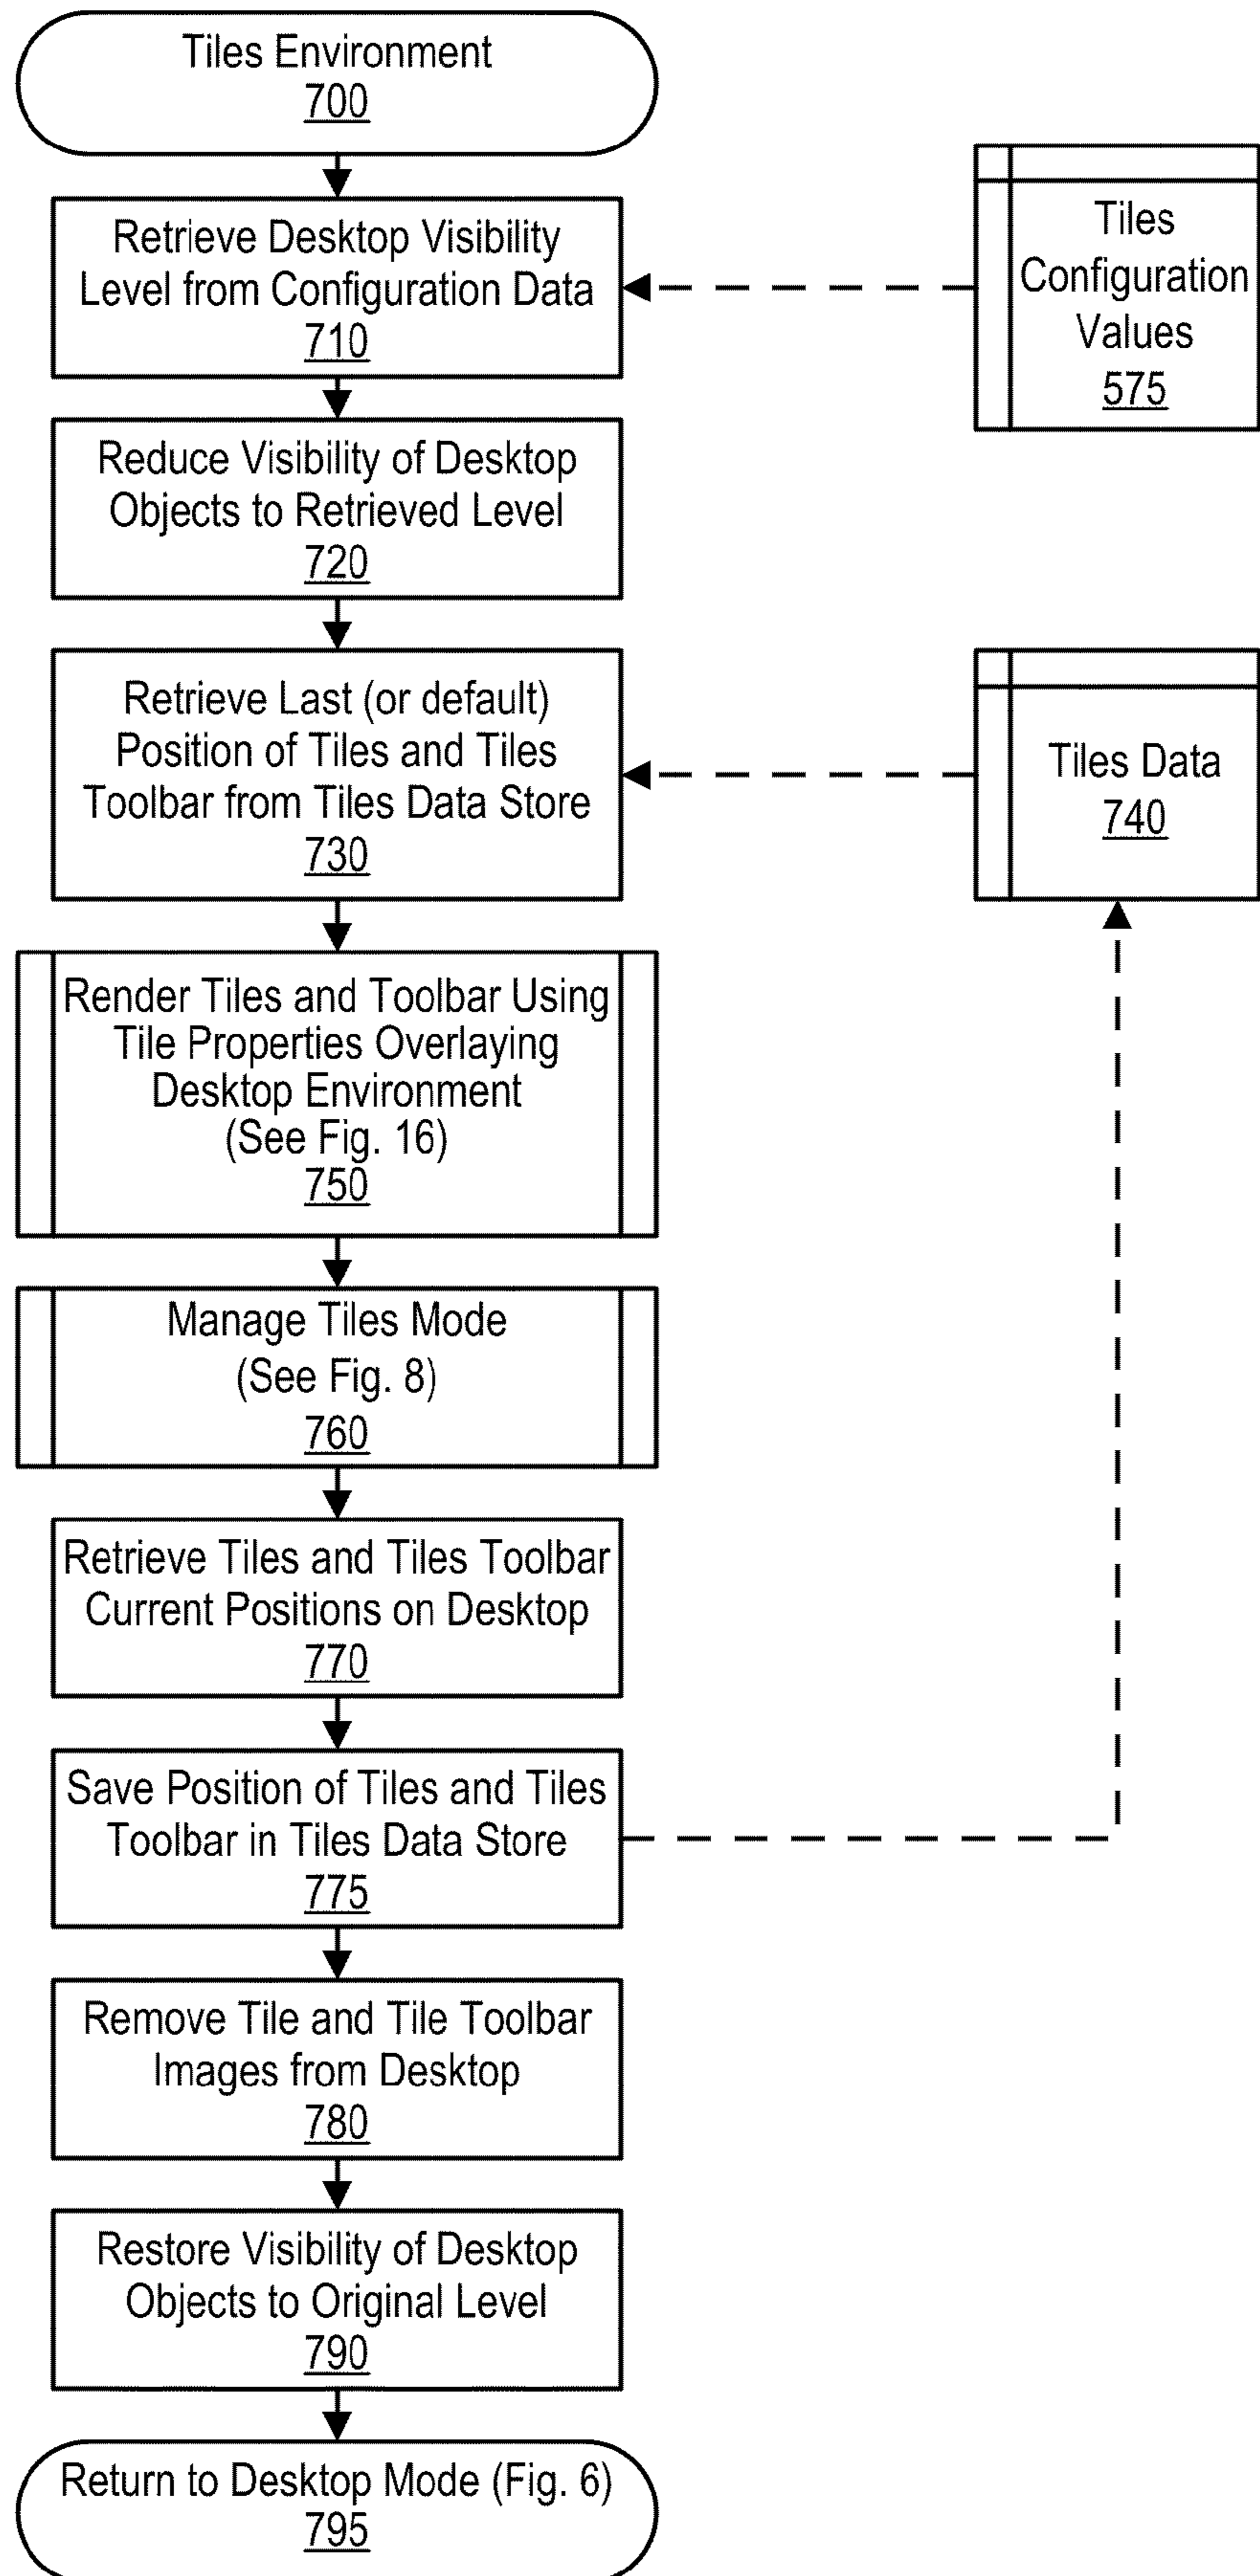 Tiles Environment
700
Retrieve Desktop Visibility
Level from Configuration Data
710
Tiles
Configuration
Values
575
Reduce Visibility of Desktop
Objects to Retrieved Level
720
Retrieve Last (or default)
Position of Tiles and Tiles
Toolbar from Tiles Data Store
730
Tiles Data
740
Render Tiles and Toolbar Using
Tile Properties Overlaying
Desktop Environment
(See Fig. 16)
750
Manage Tiles Mode
(See Fig. 8)
760
Retrieve Tiles and Tiles Toolbar
Current Positions on Desktop
770
Save Position of Tiles and Tiles
Toolbar in Tiles Data Store
775
Remove Tile and Tile Toolbar
Images from Desktop
780
Restore Visibility of Desktop
Objects to Original Level
790
Return to Desktop Mode (Fig. 6)
795